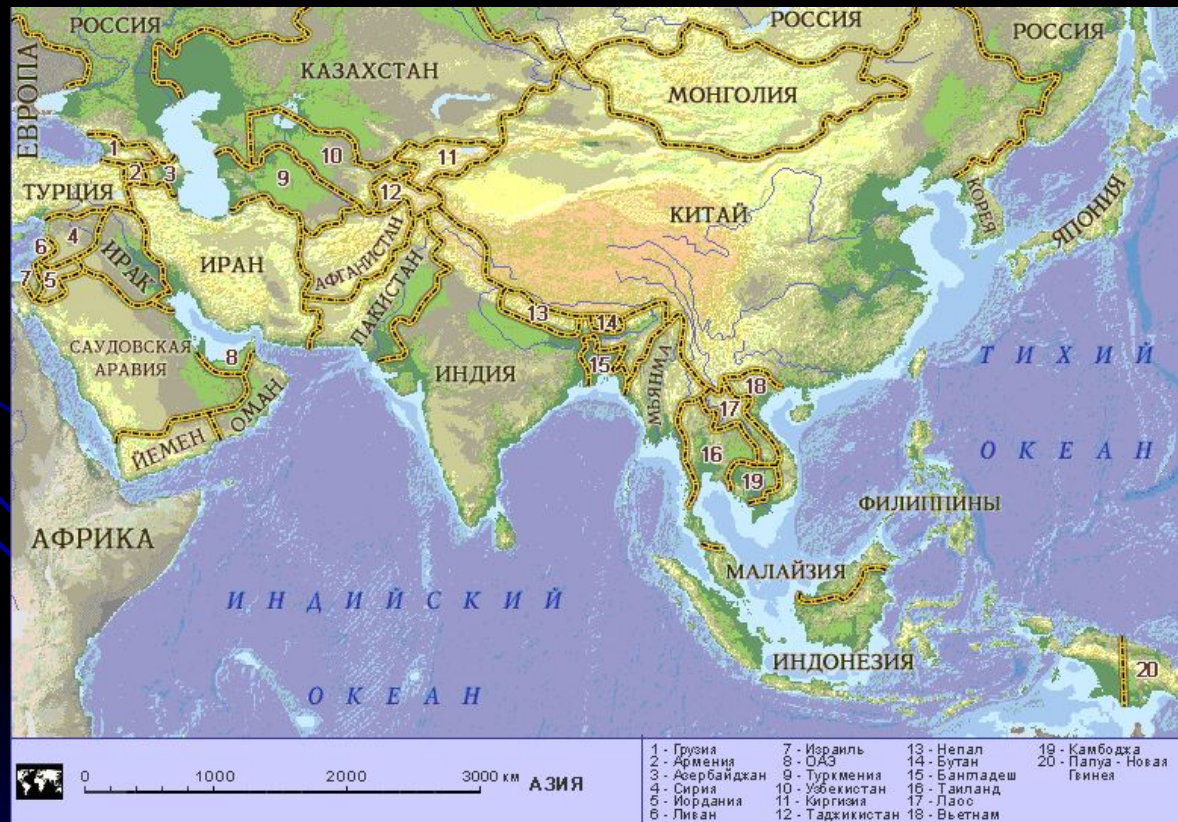 РОССИЯ
РОССИЯ
РОССИЯ
ЕВРОПА
КАЗАХСТАН
МОНГОЛИЯ
1
2
3
10
11
9
12
ТУРЦИЯ
4
КИТАЙ
КОРЕЯ
ЯПОНИЯ
6
7
5
ИРАК
ИРАН
АФГАНИСТАН
ПАКИСТАН
13
14
САУДОВСКАЯ
АРАВИЯ
8
15
ИНДИЯ
МЬЯНМА
ТИХИЙ
ОКЕАН
18
17
ОМАН
ЙЕМЕН
16
19
ФИЛИППИНЫ
АФРИКА
МАЛАЙЗИЯ
ИНДИЙСКИЙ
ОКЕАН
ИНДОНЕЗИЯ
20
0 1000 2000 3000 км
АЗИЯ
1 - Грузия
2 - Армения
3 - Азербайджан
4 - Сирия
5 - Иордания
6 - Ливан
7 - Израиль
8 - ОАЭ
9 - Туркмения
10 - Узбекистан
11 - Киргизия
12 - Таджикистан
13 - Непал
14 - Бутан
15 - Бангладеш
16 - Таиланд
17 - Лаос
18 - Вьетнам
19 - Камбоджа
20 - Папуа - Новая
Гвинея